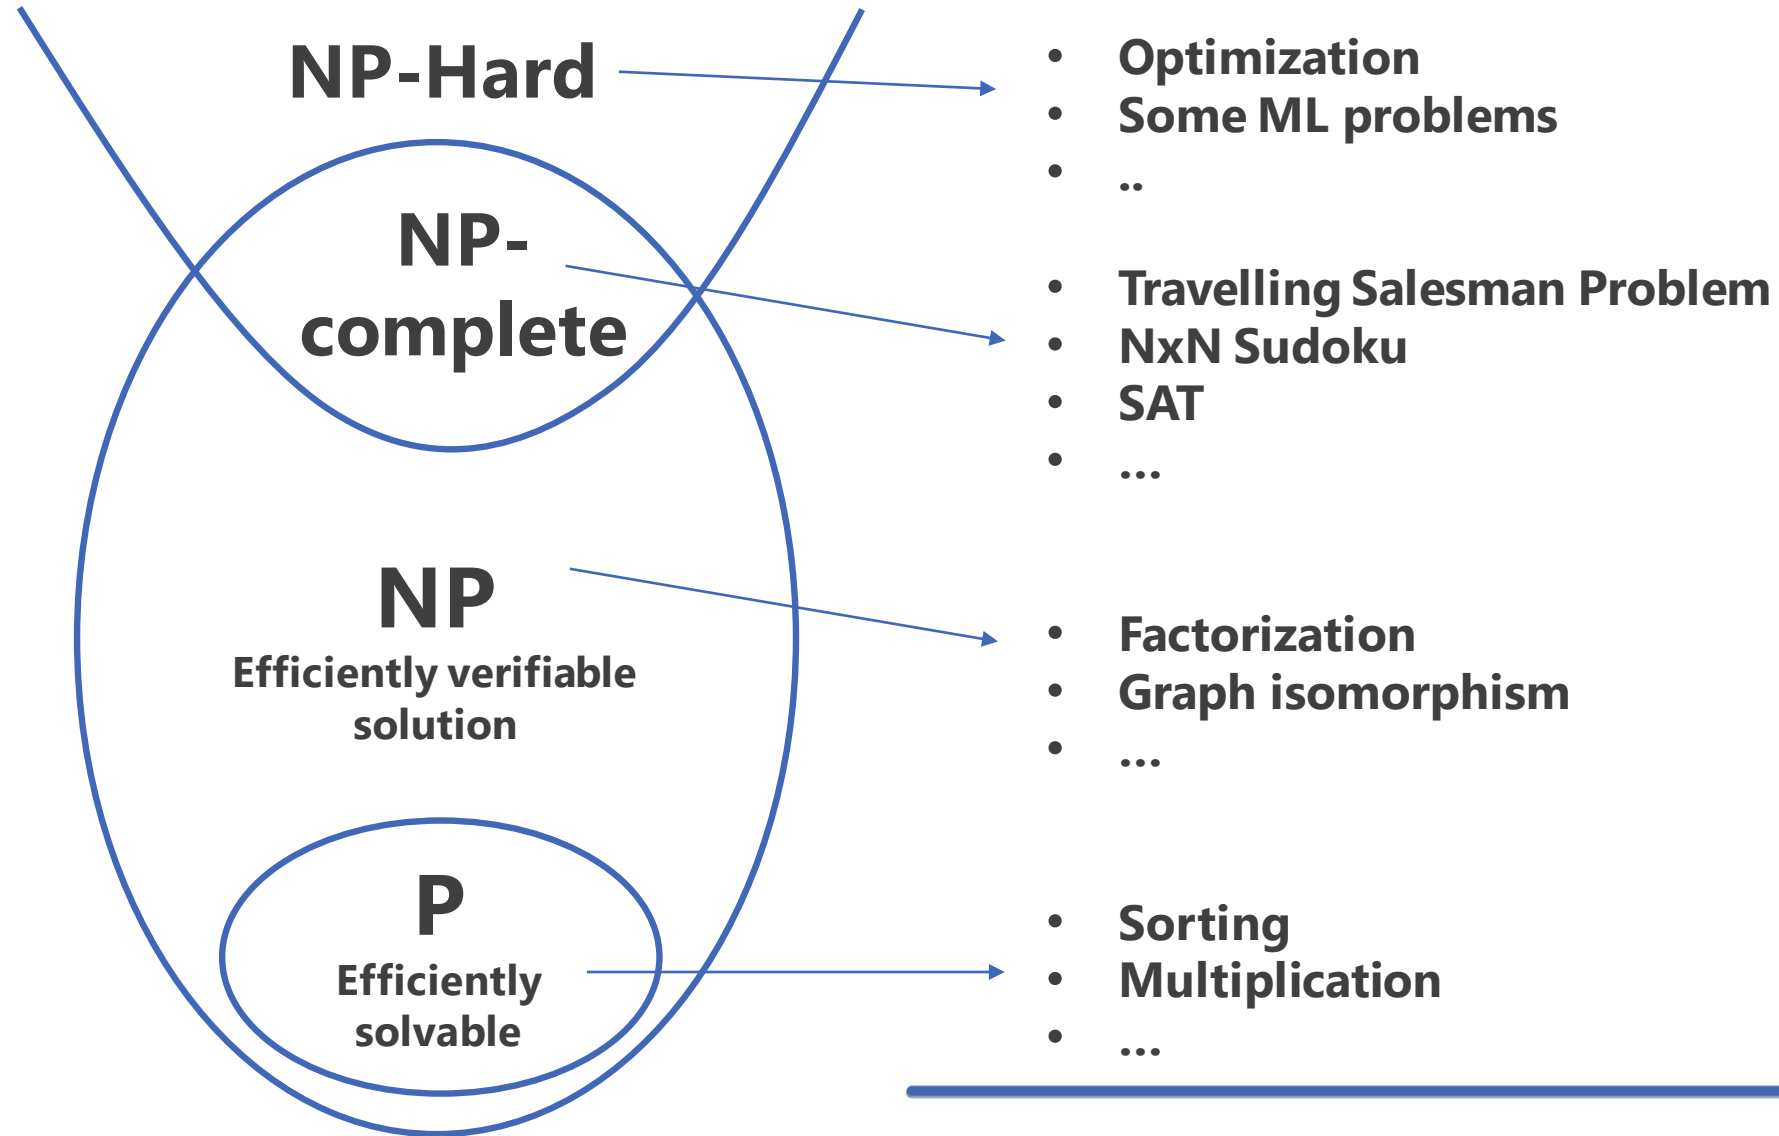 NP-Hard
• Optimization
• Some ML problems
• ..
NP-
complete
• Travelling Salesman Problem
• NxN Sudoku
• SAT
• ...
NP
Efficiently verifiable
solution
• Factorization
• Graph isomorphism
• ...
P
Efficiently
solvable
• Sorting
• Multiplication
• ...